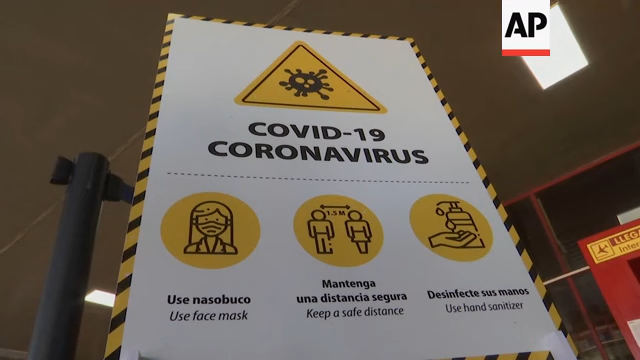 AP
COVID-19
CORONAVIRUS
1.5 M
Use nasobuco
Use face mask
Mantenga
una distancia segura
Keep a safe distance
Desinfecte sus manos
Use hand sanitizer